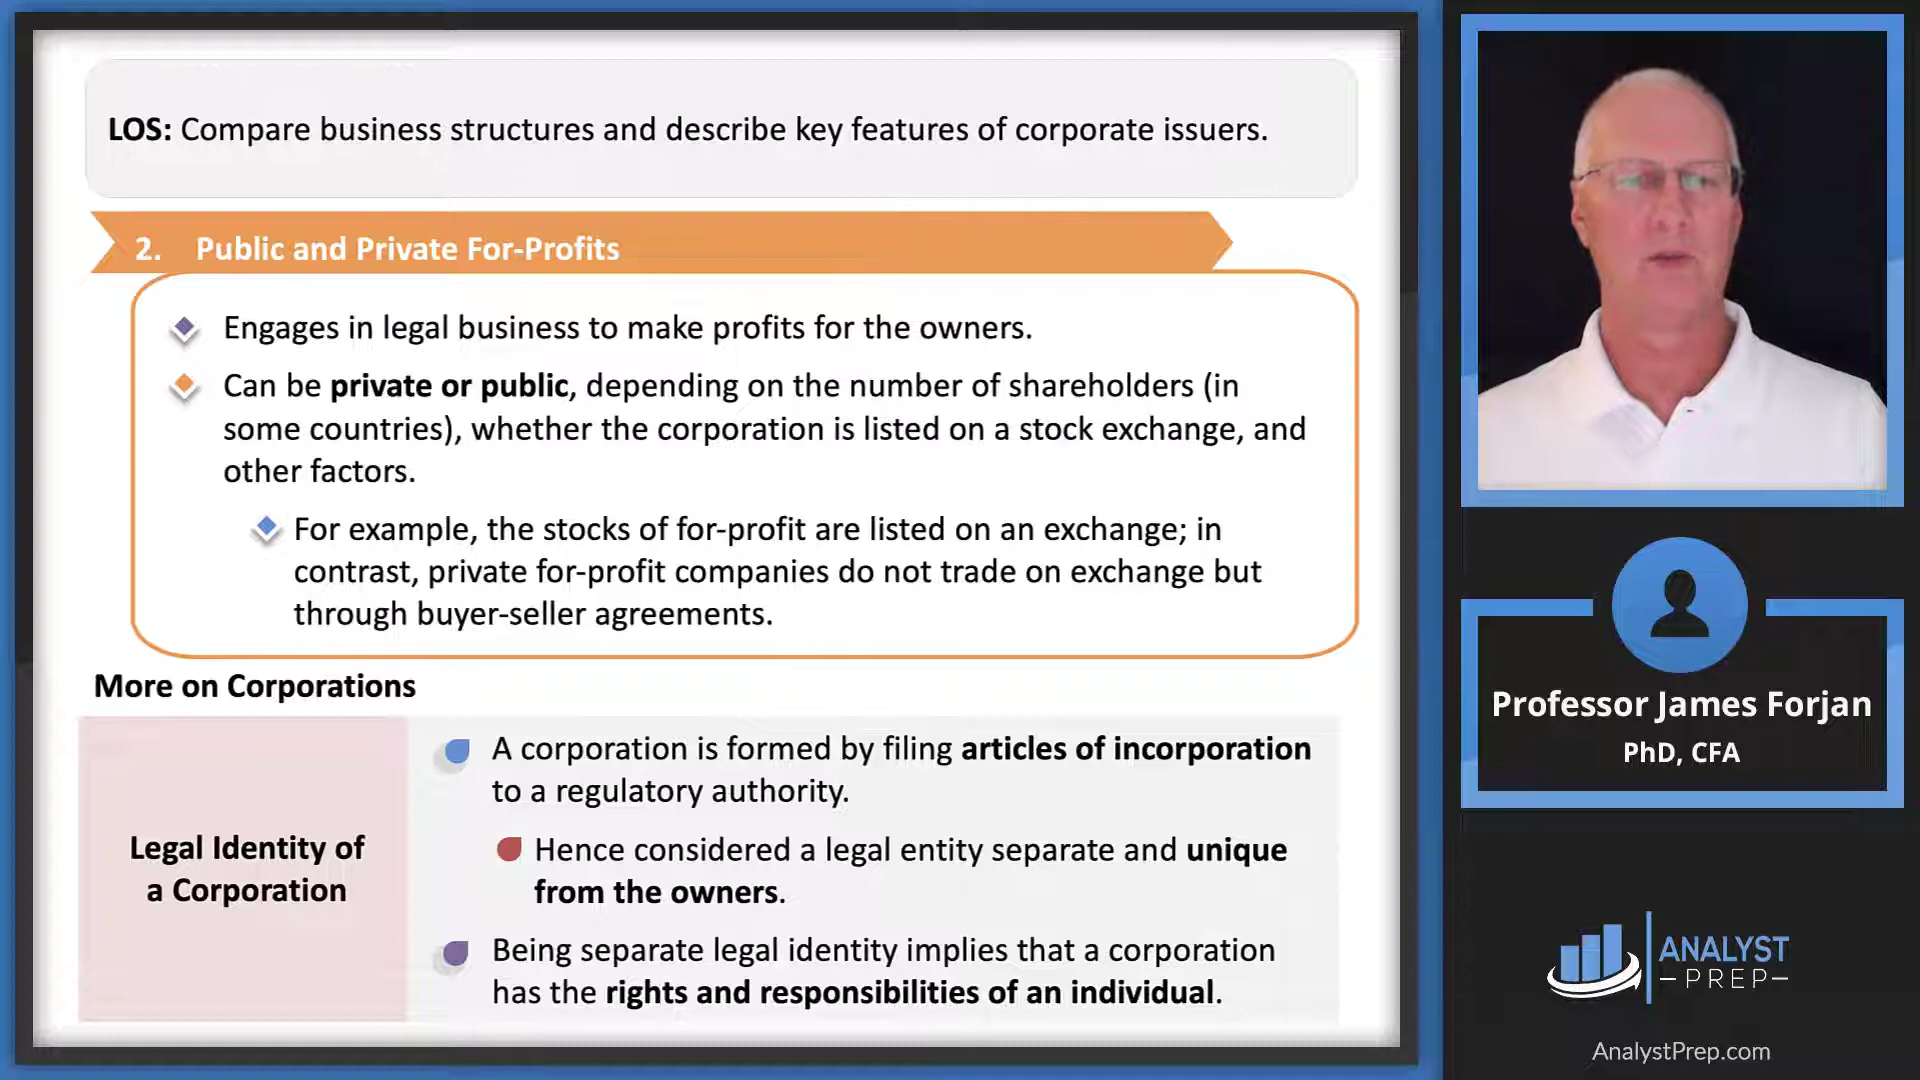 LOS: Compare business structures and describe key features of corporate issuers.
2. Public and Private For-Profits
Engages in legal business to make profits for the owners.
Can be private or public, depending on the number of shareholders (in
some countries), whether the corporation is listed on a stock exchange, and
other factors.
For example, the stocks of for-profit are listed on an exchange; in
contrast, private for-profit companies do not trade on exchange but
through buyer-seller agreements.
More on Corporations
Legal Identity of
a Corporation
A corporation is formed by filing articles of incorporation
to a regulatory authority.
Hence considered a legal entity separate and unique
from the owners.
Being separate legal identity implies that a corporation
has the rights and responsibilities of an individual.
Professor James Forjan
PhD, CFA
ANALYST
PREP
AnalystPrep.com